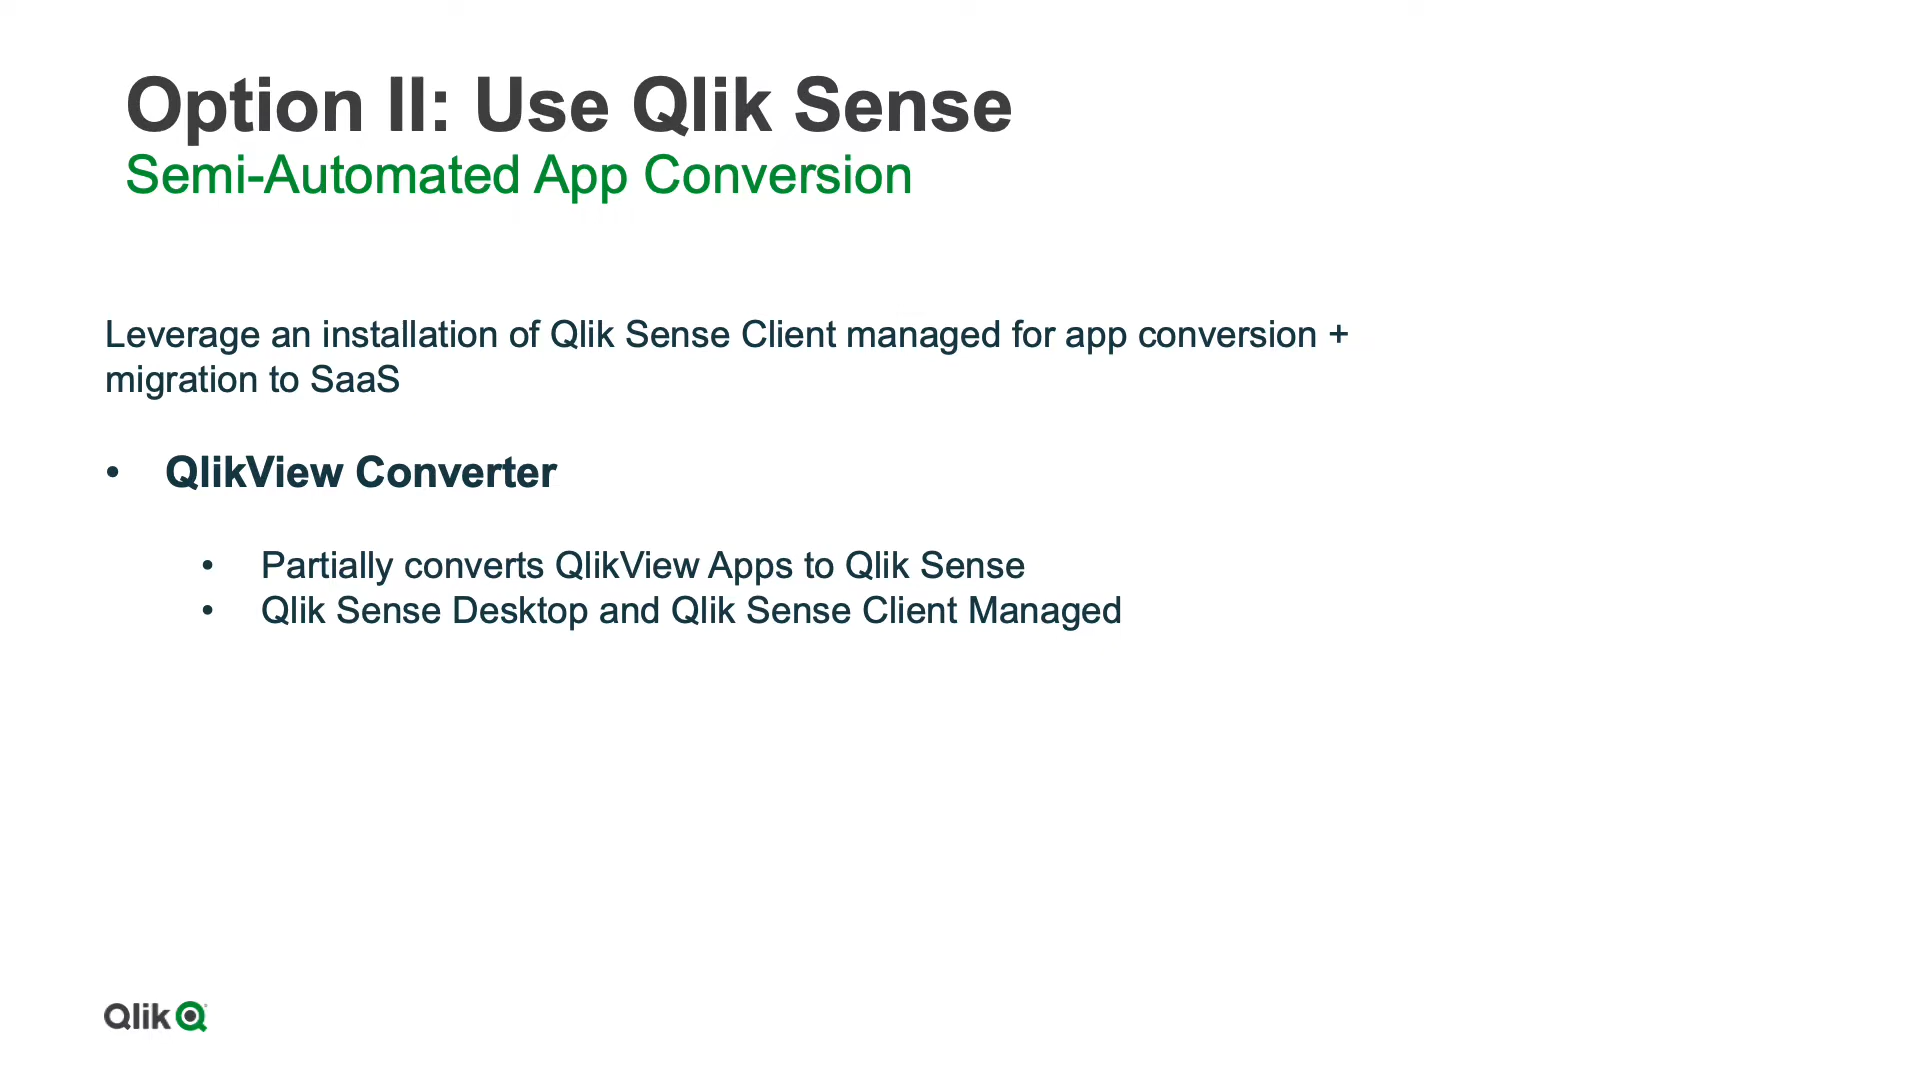 Option II: Use Qlik Sense
Semi-Automated App Conversion
Leverage an installation of Qlik Sense Client managed for app conversion +
migration to SaaS
• QlikView Converter
• Partially converts QlikView Apps to Qlik Sense
• Qlik Sense Desktop and Qlik Sense Client Managed
Qlik